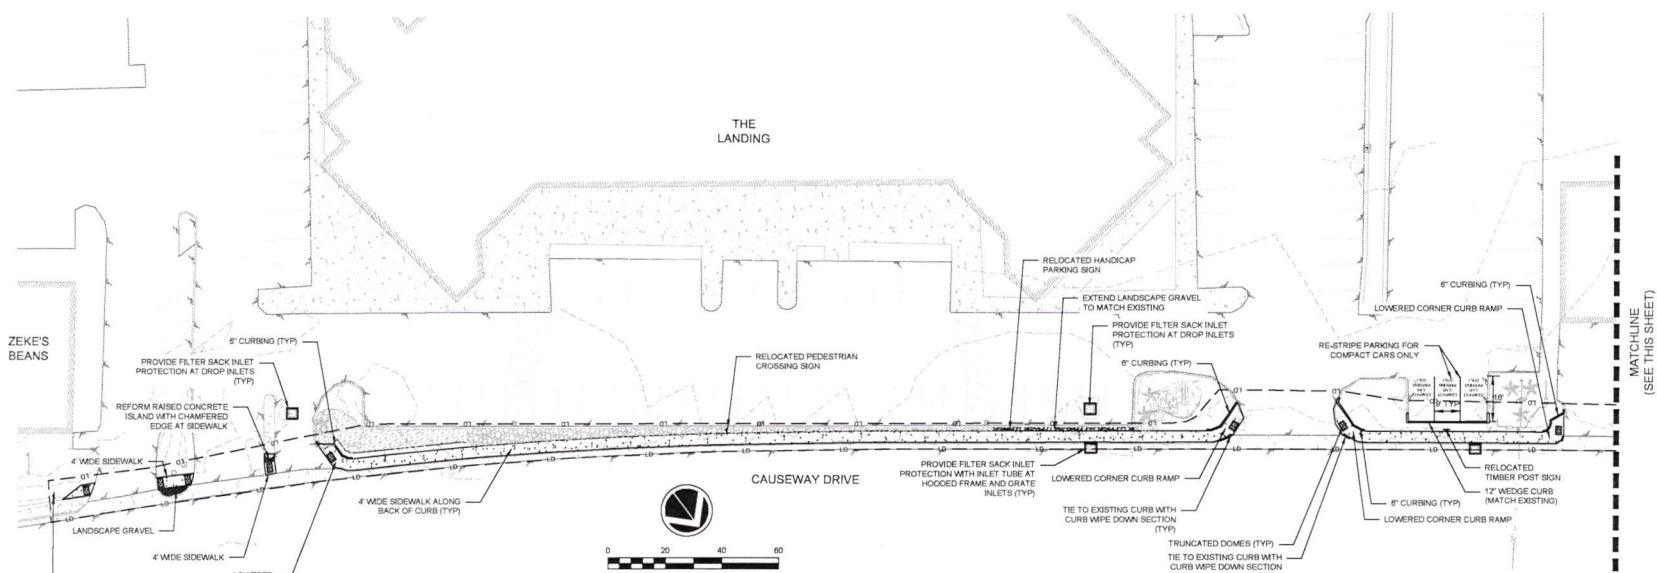 THE
LANDING
ZEKE'S
BEANS
MATCHLINE
(SEE THIS SHEET)
RELOCATED HANDICAP
PARKING SIGN
EXTEND LANDSCAPE GRAVEL
TO MATCH EXISTING
PROVIDE FILTER SACK INLET
PROTECTION AT DROP INLETS
(TYP)
6" CURBING (TYP)
LOWERED CORNER CURB RAMP
RE-STRIPE PARKING FOR
COMPACT CARS ONLY
6" CURBING (TYP)
PROVIDE FILTER SACK INLET
PROTECTION AT DROP INLETS
(TYP)
RELOCATED PEDESTRIAN
CROSSING SIGN
6" CURBING (TYP)
REFORM RAISED CONCRETE
ISLAND WITH CHAMFERED
EDGE AT SIDEWALK
9' TYP
16'
4' WIDE SIDEWALK
LANDSCAPE GRAVEL
4' WIDE SIDEWALK
4' WIDE SIDEWALK ALONG
BACK OF CURB (TYP)
CAUSEWAY DRIVE
PROVIDE FILTER SACK INLET
PROTECTION WITH INLET TUBE AT
HOODED FRAME AND GRATE
INLETS (TYP)
LOWERED CORNER CURB RAMP
TIE TO EXISTING CURB WITH
CURB WIPE DOWN SECTION
(TYP)
TRUNCATED DOMES (TYP)
TIE TO EXISTING CURB WITH
CURB WIPE DOWN SECTION
RELOCATED
TIMBER POST SIGN
12" WEDGE CURB
(MATCH EXISTING)
6" CURBING (TYP)
LOWERED CORNER CURB RAMP
0 20 40 60